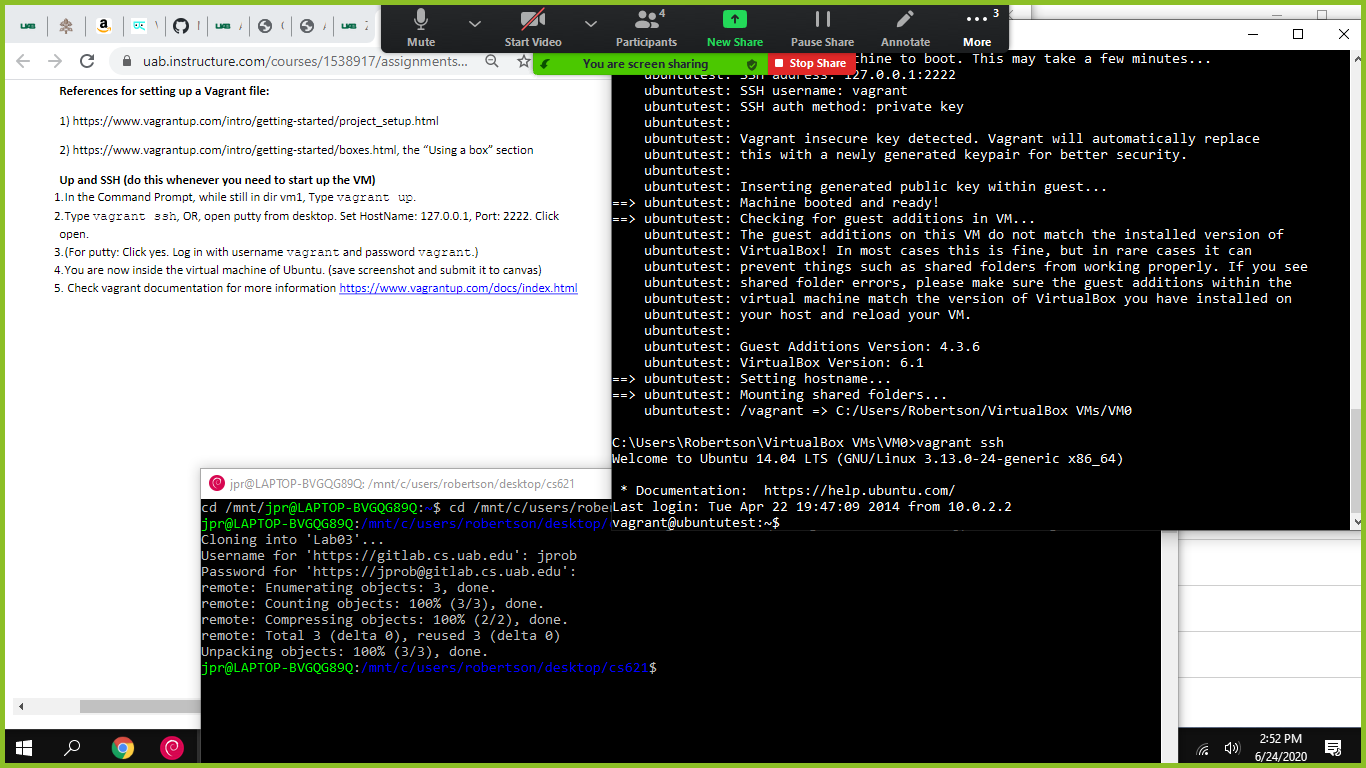 4
3
Mute
Start Video
Participants
New Share
Pause Share
Annotate
More
You are screen sharing
Stop Share
uab.instructure.com/courses/1538917/assignments...
References for setting up a Vagrant file:
1) https://www.vagrantup.com/intro/getting-started/project_setup.html
2) https://www.vagrantup.com/intro/getting-started/boxes.html, the “Using a box” section
Up and SSH (do this whenever you need to start up the VM)
1.In the Command Prompt, while still in dir vm1, Type vagrant up.
2.Type vagrant ssh, OR, open putty from desktop. Set HostName: 127.0.0.1, Port: 2222. Click
open.
3.(For putty: Click yes. Log in with username vagrant and password vagrant.)
4.You are now inside the virtual machine of Ubuntu. (save screenshot and submit it to canvas)
5. Check vagrant documentation for more information https://www.vagrantup.com/docs/index.html
to boot. This may take a few minutes...
ubuntutest: SSH address: 127.0.0.1:2222
ubuntutest: SSH username: vagrant
ubuntutest: SSH auth method: private key
ubuntutest:
ubuntutest: Vagrant insecure key detected. Vagrant will automatically replace
ubuntutest: this with a newly generated keypair for better security.
ubuntutest:
ubuntutest: Inserting generated public key within guest...
==> ubuntutest: Machine booted and ready!
==> ubuntutest: Checking for guest additions in VM...
ubuntutest: The guest additions on this VM do not match the installed version of
ubuntutest: VirtualBox! In most cases this is fine, but in rare cases it can
ubuntutest: prevent things such as shared folders from working properly. If you see
ubuntutest: shared folder errors, please make sure the guest additions within the
ubuntutest: virtual machine match the version of VirtualBox you have installed on
ubuntutest: your host and reload your VM.
ubuntutest:
ubuntutest: Guest Additions Version: 4.3.6
ubuntutest: VirtualBox Version: 6.1
==> ubuntutest: Setting hostname...
==> ubuntutest: Mounting shared folders...
ubuntutest: /vagrant => C:/Users/Robertson/VirtualBox VMs/VM0
C:\Users\Robertson\VirtualBox VMs\VM0>vagrant ssh
Welcome to Ubuntu 14.04 LTS (GNU/Linux 3.13.0-24-generic x86_64)
* Documentation: https://help.ubuntu.com/
Last login: Tue Apr 22 19:47:09 2014 from 10.0.2.2
vagrant@ubuntutest:~$
jpr@LAPTOP-BVGQG89Q: /mnt/c/users/robertson/desktop/cs621
cd /mnt/jpr@LAPTOP-BVGQG89Q:~$ cd /mnt/c/users/robe
jpr@LAPTOP-BVGQG89Q:/mnt/c/users/robertson/desktop/
Cloning into 'Lab03'...
Username for 'https://gitlab.cs.uab.edu': jprob
Password for 'https://jprob@gitlab.cs.uab.edu':
remote: Enumerating objects: 3, done.
remote: Counting objects: 100% (3/3), done.
remote: Compressing objects: 100% (2/2), done.
remote: Total 3 (delta 0), reused 3 (delta 0)
Unpacking objects: 100% (3/3), done.
jpr@LAPTOP-BVGQG89Q:/mnt/c/users/robertson/desktop/cs621$
2:52 PM
6/24/2020